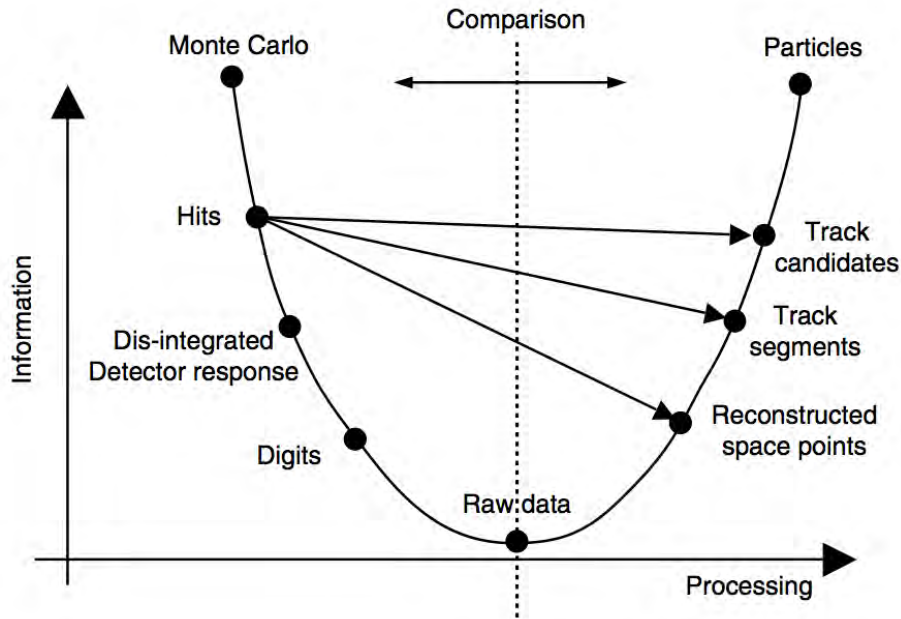 Comparison
Monte Carlo
Particles
Hits
Track
candidates
Track
segments
Dis-integrated
Detector response
Reconstructed
space points
Digits
Raw data
Information
Processing